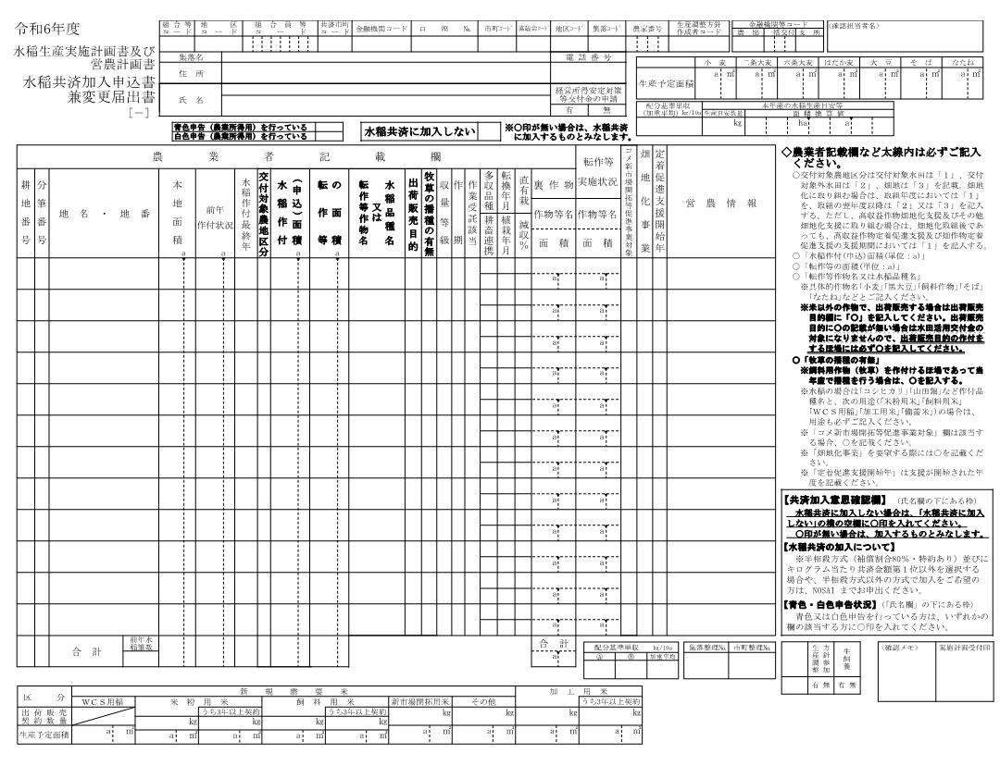 令和6年度
水稲生産実施計画書及び
営農計画書
水稲共済加入申込書
兼変更届出書
[－]
組合等コード
地区コード
組合員等コード
共済市町コード
金融機関コード
口座№
市町コード
協議会コード
地区コード
集落コード
農家番号
生産調整方針作成者コード
金融機関等コード
農協
活交付
支所
<確認担当者名>
集落名
電話番号
住所
氏名
経営所得安定対策等交付金の申請
有 無
小麦 二条大麦 六条大麦 はだか麦 大豆 そば なたね
生産予定面積
a ㎡ a ㎡ a ㎡ a ㎡ a ㎡ a ㎡ a ㎡
配分基準単収(加重平均) kg/10a
本年産の水稲生産目安等
生産目安数量 面積換算値
kg ha a
青色申告(農業所得用)を行っている
白色申告(農業所得用)を行っている
水稲共済に加入しない
※○印が無い場合は、水稲共済
に加入するものとみなします。
農業者記載欄
耕地番号
分筆番号
地名・地番
本地面積
a
前年作付状況
a
水稲作付最終年
交付対象農地区分
水稲作付(申込)面積
a
転作の面積等
a
水稲品種名又は転作等作物名
出荷販売目的
牧草の播種の有無
収量等級
作期
作業受託該当
多収品種
耕畜連携
転換年月
植栽年月
直播有
減収%
裏作物
作物等名
面積
転作等実施状況
作物等名
面積
コメ新市場開拓等促進事業対象
畑地化事業
定着促進支援開始年
営農情報
a a
a a
a a
a a
a a
a a
a a
a a
a a
a a
a a
a a
合計
前年水稲筆数
合計
a
配分基準単収 kg/10a
Ⓐ Ⓑ 加重平均
集落整理№ 市町整理№
◇農業者記載欄など太線内は必ずご記入
ください。
○交付対象農地区分は交付対象水田は「１」、交付
対象外水田は「２」、畑地は「３」を記載。畑地
化に取り組む場合は、取組年度においては「１」
を、取組の翌年度以降は「２」又は「３」を記入
する。ただし、高収益作物畑地化支援及びその他
畑地化支援に取り組む場合は、畑地化取組後であ
っても、高収益作物定着促進支援及び畑作物定着
促進支援の支援期間においては「１」を記入する。
○「水稲作付(申込)面積(単位：a)」
○「転作等の面積(単位：a)」
○「転作等作物名又は水稲品種名」
※具体的作物名「小麦」「黒大豆」「飼料作物」「そば」
「なたね」などとご記入ください。
※米以外の作物で、出荷販売する場合は出荷販売
目的欄に「○」を記入してください。出荷販売
目的に○の記載が無い場合は水田活用交付金の
対象になりませんので、出荷販売目的の作付を
するほ場には必ず○を記入してください。
○「牧草の播種の有無」
※飼料用作物（牧草）を作付けるほ場であって当
年産で播種を行う場合は、○を記入する。
※水稲の場合は「コシヒカリ」「山田錦」など作付品
種名と、次の用途(「米粉用米」「飼料用米」
「WCS用稲」「加工用米」「備蓄米」)の場合は、
用途も必ずご記入ください。
※「コメ新市場開拓等促進事業対象」欄は該当す
る場合、○を記載ください。
※「畑地化事業」を要望する際には○を記載くだ
さい。
※「定着促進支援開始年」は支援が開始された年
度を記載ください。
【共済加入意思確認欄】（氏名欄の下にある枠）
水稲共済に加入しない場合は、「水稲共済に加入
しない」の横の空欄に○印を入れてください。
○印が無い場合は、加入するものとみなします。
【水稲共済の加入について】
※半相殺方式（補償割合80%・特約あり）並びに
キログラム当たり共済金額第１位以外を選択する
場合や、半相殺方式以外の方式で加入をご希望の
方は、NOSAI までお申出ください。
【青色・白色申告状況】（「氏名欄」の下にある枠）
青色又は白色申告を行っている方は、いずれかの
欄の該当する方に○印を入れてください。
生産調整方針参加
有 無
牛飼養
有 無
<確認メモ>
実施計画受付印
区分
新規需要米
加工用米
WCS用稲 米粉用米 うち3年以上契約 飼料用米 うち3年以上契約 新市場開拓用米 その他 うち3年以上契約
出荷販売契約数量
kg kg kg kg kg kg kg kg
生産予定面積
a ㎡ a ㎡ a ㎡ a ㎡ a ㎡ a ㎡ a ㎡ a ㎡ a ㎡